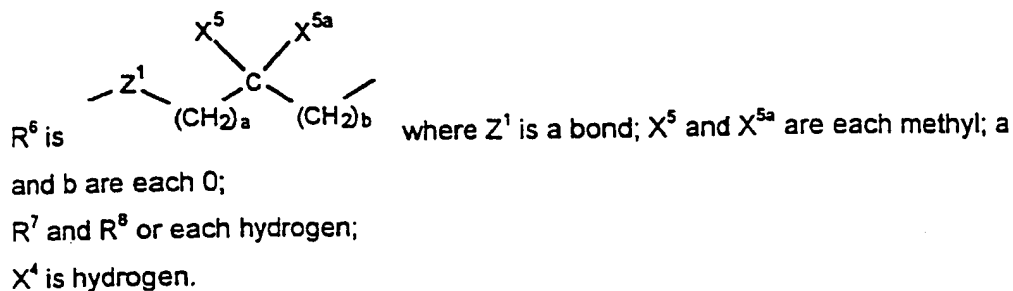 X⁵ X⁵ᵃ
Z¹ C
R⁶ is (CH2)a (CH2)b where Z¹ is a bond; X⁵ and X⁵ᵃ are each methyl; a
and b are each 0;
R⁷ and R⁸ or each hydrogen;
X⁴ is hydrogen.